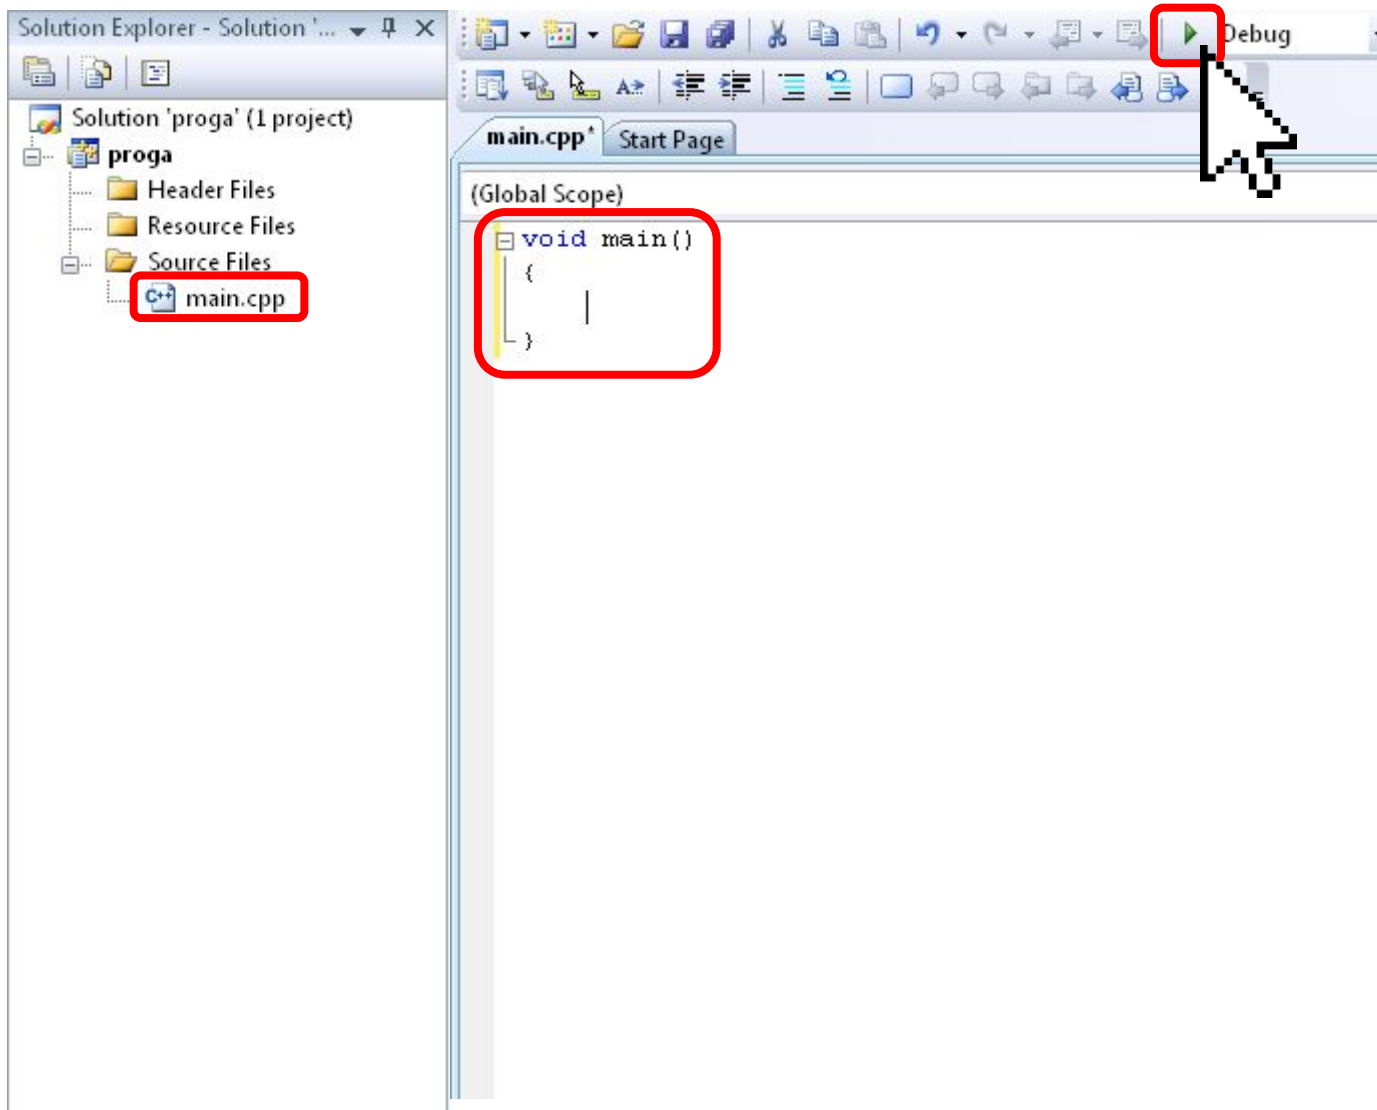 Solution Explorer - Solution '...
Solution 'proga' (1 project)
proga
Header Files
Resource Files
Source Files
C++ main.cpp
Debug
main.cpp* Start Page
(Global Scope)
void main()
{
}